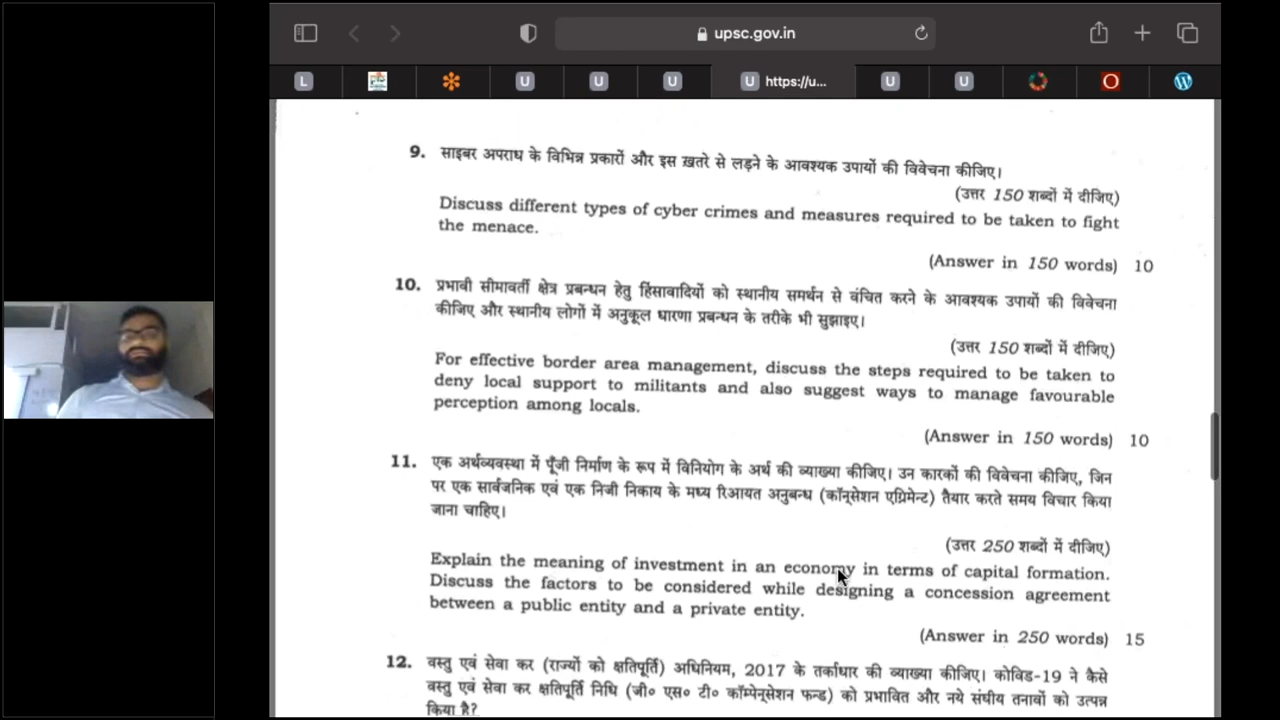 upsc.gov.in
L
U
U
U
U
https://u...
U
U
9. साइबर अपराध के विभिन्न प्रकारों और इस ख़तरे से लड़ने के आवश्यक उपायों की विवेचना कीजिए।
(उत्तर 150 शब्दों में दीजिए)
Discuss different types of cyber crimes and measures required to be taken to fight
the menace.
(Answer in 150 words) 10
10. प्रभावी सीमावर्ती क्षेत्र प्रबन्धन हेतु हिंसावादियों को स्थानीय समर्थन से वंचित करने के आवश्यक उपायों की विवेचना
कीजिए और स्थानीय लोगों में अनुकूल धारणा प्रबन्धन के तरीके भी सुझाइए।
(उत्तर 150 शब्दों में दीजिए)
For effective border area management, discuss the steps required to be taken to
deny local support to militants and also suggest ways to manage favourable
perception among locals.
(Answer in 150 words) 10
11. एक अर्थव्यवस्था में पूँजी निर्माण के रूप में विनियोग के अर्थ की व्याख्या कीजिए। उन कारकों की विवेचना कीजिए, जिन
पर एक सार्वजनिक एवं एक निजी निकाय के मध्य रिआयत अनुबन्ध (कॉन्सेशन एग्रिमेन्ट) तैयार करते समय विचार किया
जाना चाहिए।
(उत्तर 250 शब्दों में दीजिए)
Explain the meaning of investment in an economy in terms of capital formation.
Discuss the factors to be considered while designing a concession agreement
between a public entity and a private entity.
(Answer in 250 words) 15
12. वस्तु एवं सेवा कर (राज्यों को क्षतिपूर्ति) अधिनियम, 2017 के तर्काधार की व्याख्या कीजिए। कोविड-19 ने कैसे
वस्तु एवं सेवा कर क्षतिपूर्ति निधि (जी० एस० टी० कॉम्पेन्सेशन फन्ड) को प्रभावित और नये संघीय तनावों को उत्पन्न
किया है?